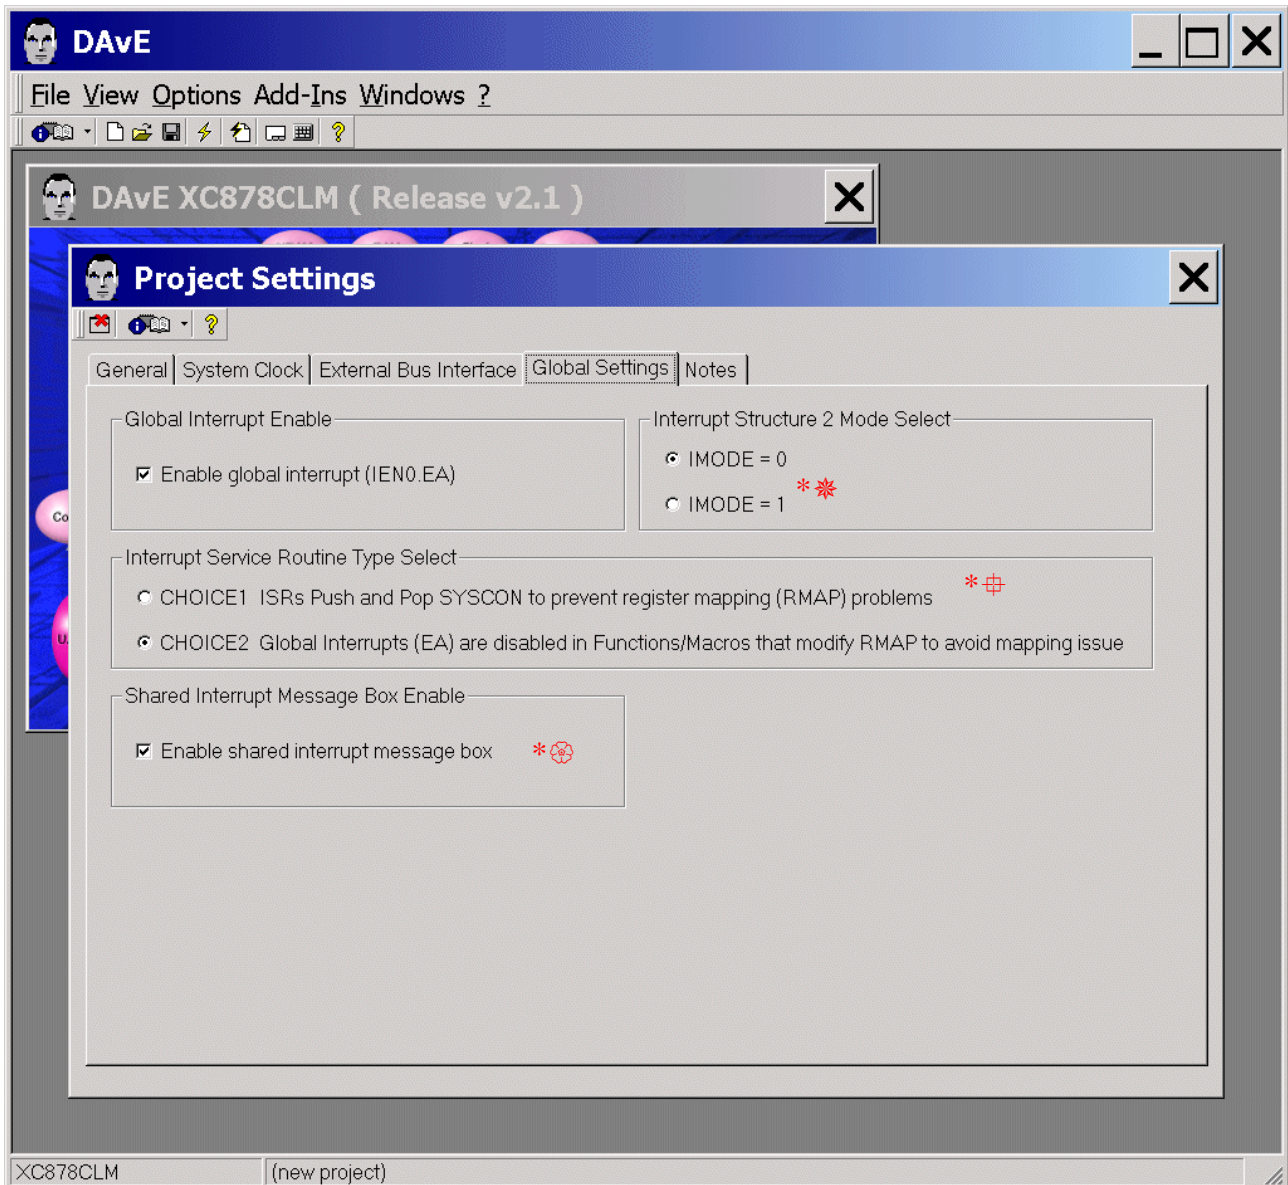 DAvE
File View Options Add-Ins Windows ?
DAvE XC878CLM ( Release v2.1 )
Project Settings
General System Clock External Bus Interface Global Settings Notes
Global Interrupt Enable
Enable global interrupt (IEN0.EA)
Interrupt Structure 2 Mode Select
IMODE = 0
IMODE = 1
Interrupt Service Routine Type Select
CHOICE1 ISRs Push and Pop SYSCON to prevent register mapping (RMAP) problems
CHOICE2 Global Interrupts (EA) are disabled in Functions/Macros that modify RMAP to avoid mapping issue
Shared Interrupt Message Box Enable
Enable shared interrupt message box
Co
U
XC878CLM
(new project)